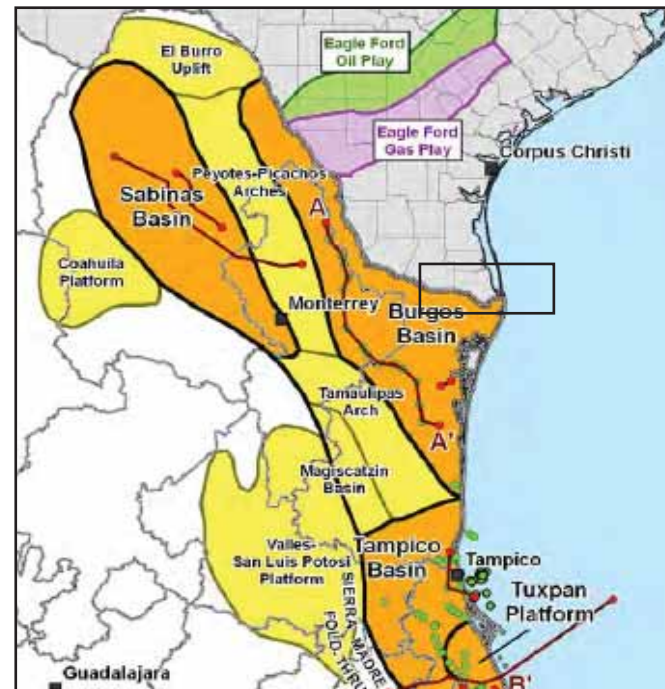 El Burro
Uplift
Eagle Ford
Oil Play
Eagle Ford
Gas Play
Corpus Christi
Peyotes-Picachos
Arches
Sabinas
Basin
A
Coahuila
Platform
Monterrey
Burgos
Basin
Tamaulipas
Arch
A'
Magiscatzin
Basin
Valles-
San Luis Potosi
Platform
Tampico
Basin
Tampico
Tuxpan
Platform
SIERRA MADRE
FOLD-THRU
Guadalajara
B'